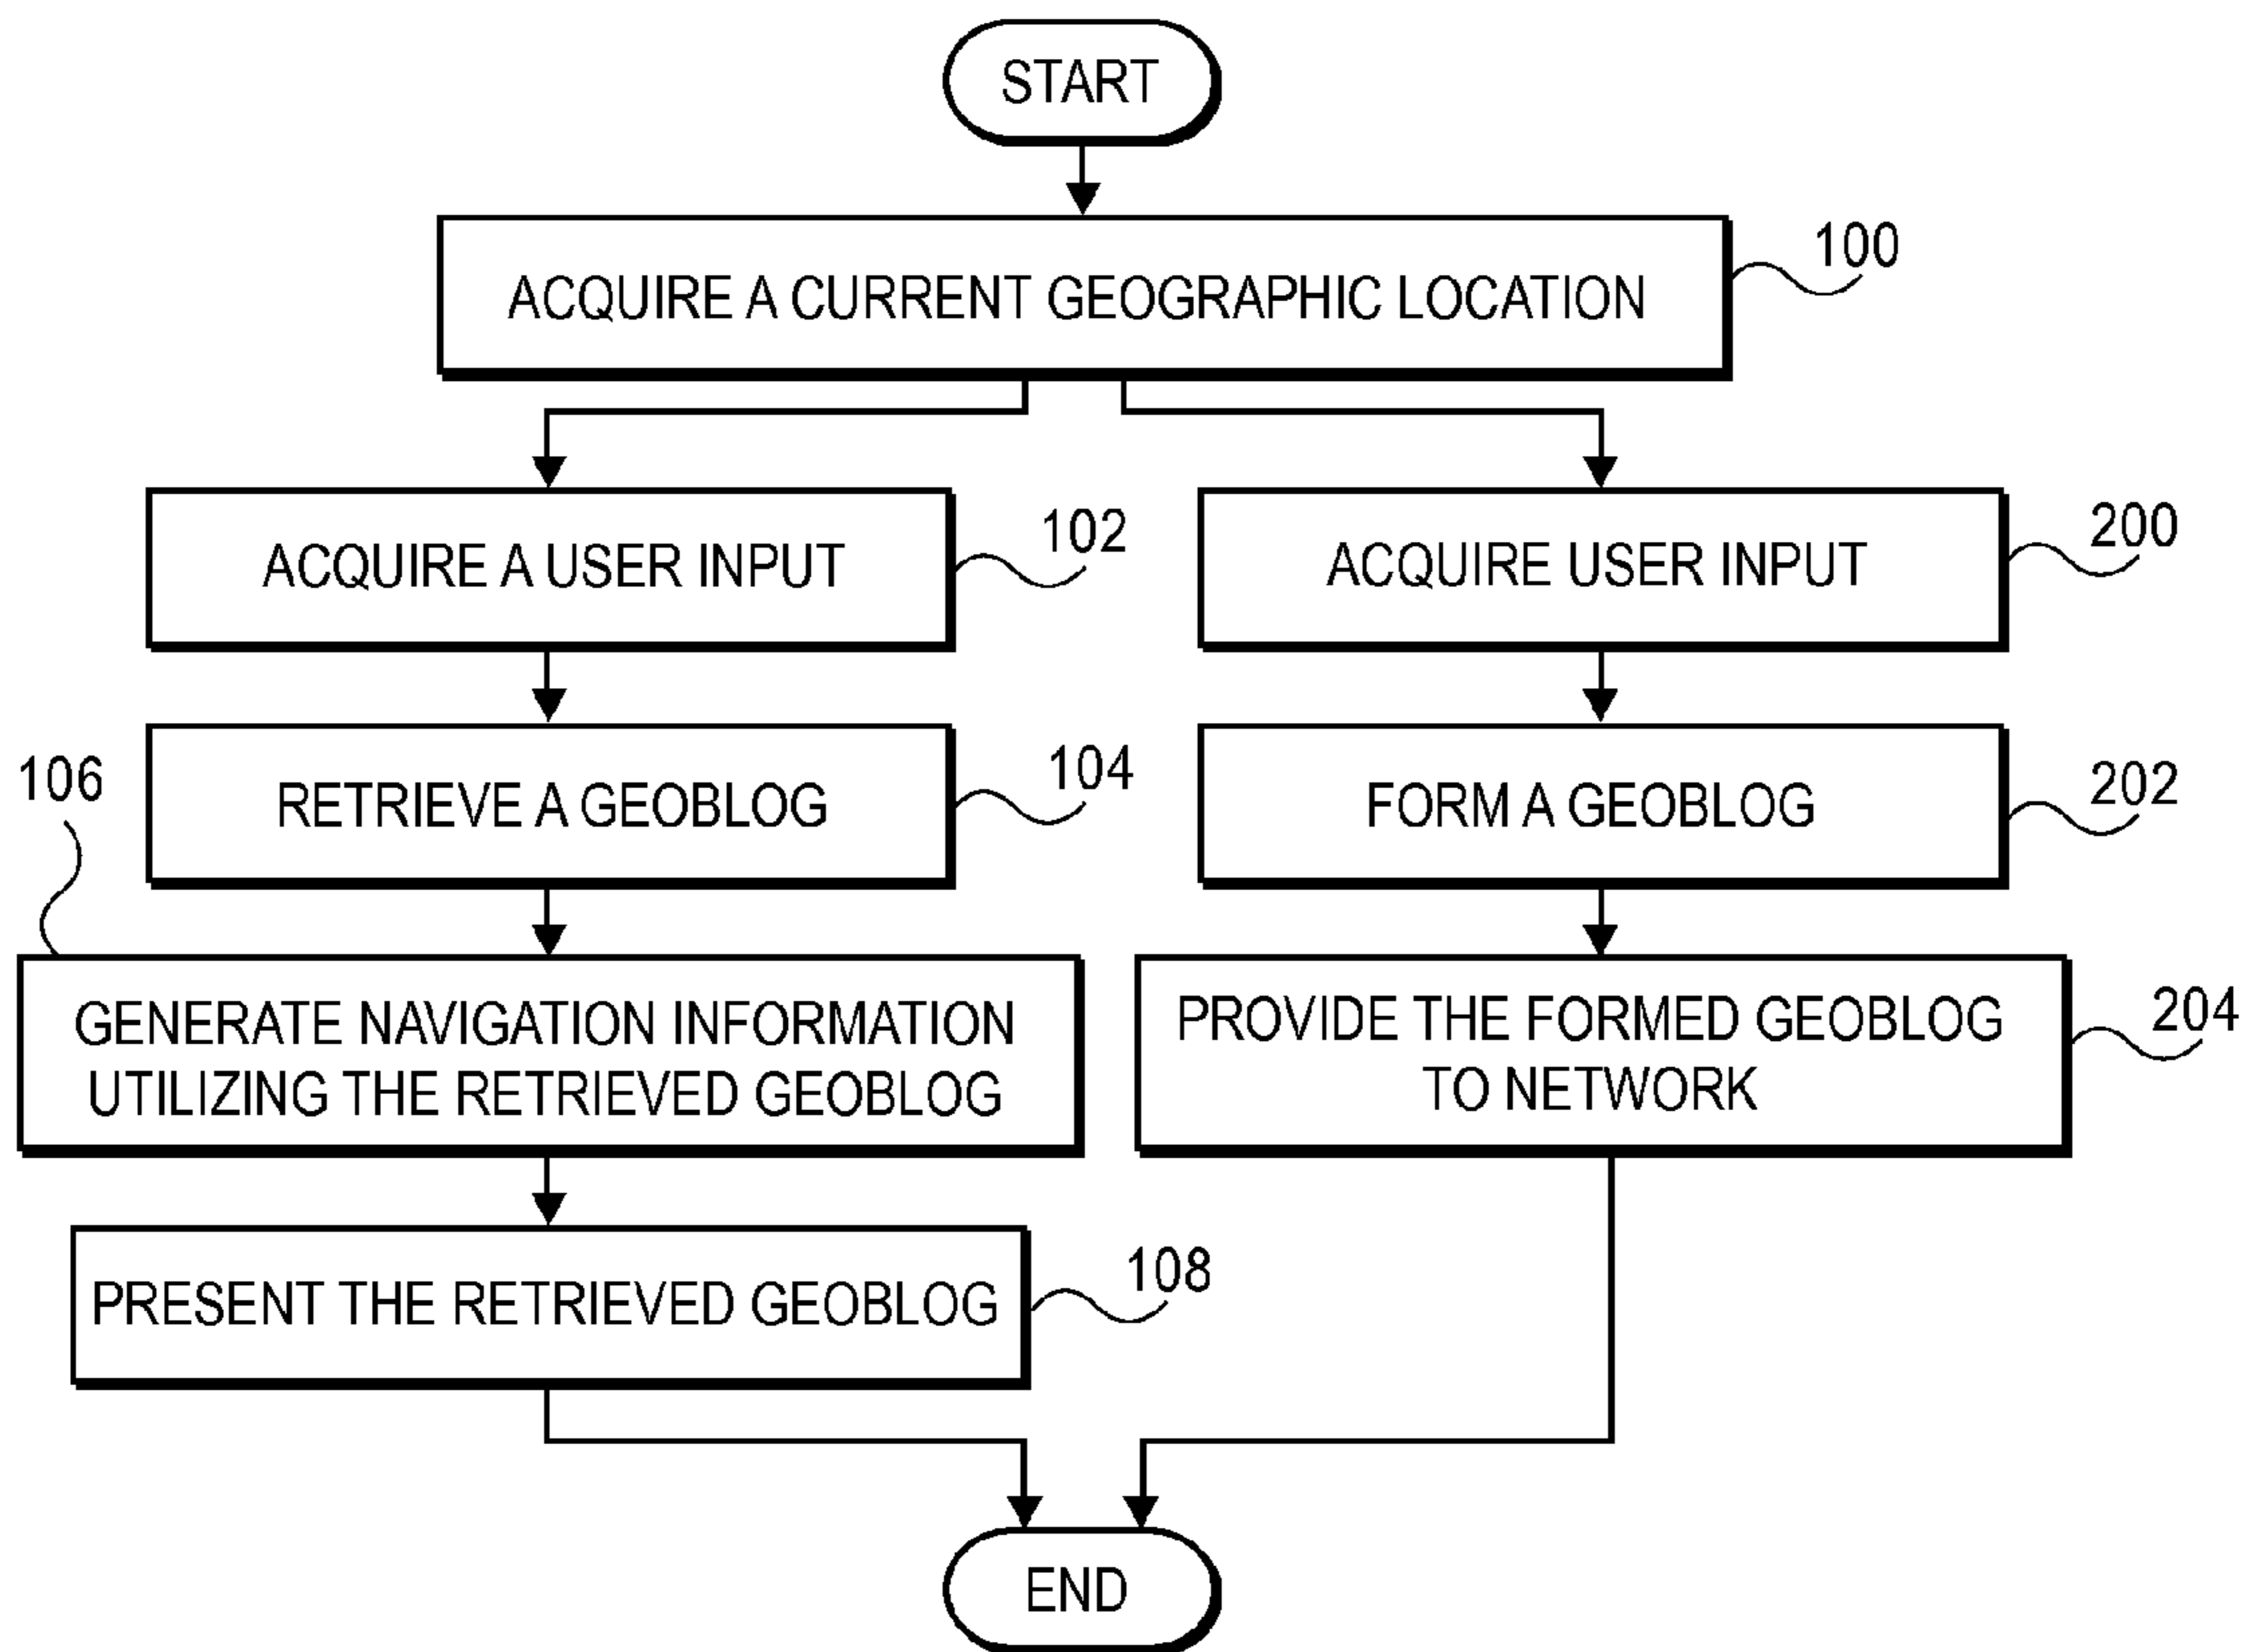 START
ACQUIRE A CURRENT GEOGRAPHIC LOCATION
100
ACQUIRE A USER INPUT
102
ACQUIRE USER INPUT
200
RETRIEVE A GEOBLOG
104
FORM A GEOBLOG
202
106
GENERATE NAVIGATION INFORMATION
UTILIZING THE RETRIEVED GEOBLOG
PROVIDE THE FORMED GEOBLOG
TO NETWORK
204
PRESENT THE RETRIEVED GEOBLOG
108
END